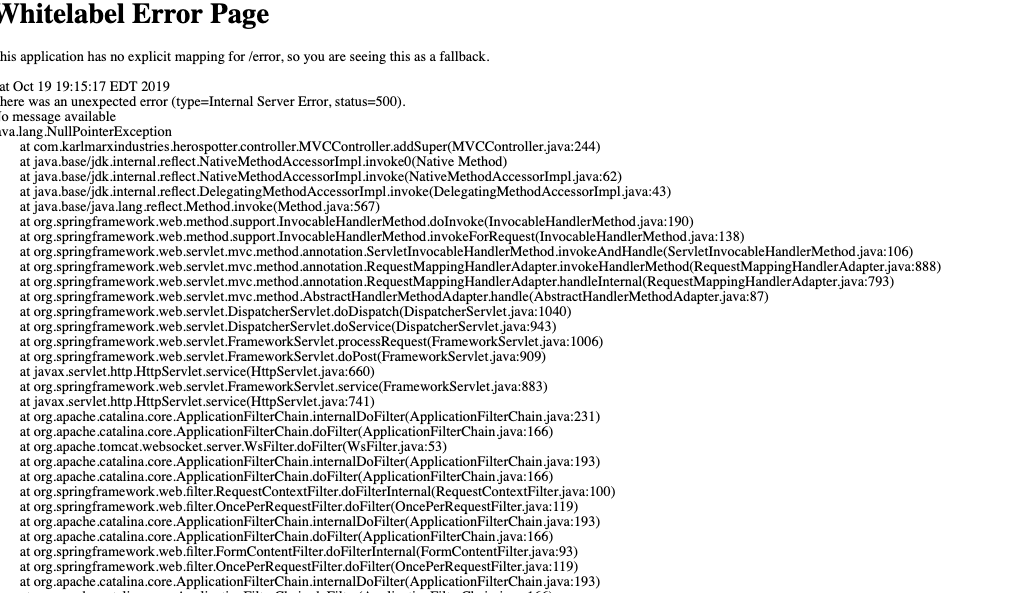 Whitelabel Error Page
his application has no explicit mapping for /error, so you are seeing this as a fallback.
at Oct 19 19:15:17 EDT 2019
here was an unexpected error (type=Internal Server Error, status=500).
o message available
ava.lang.NullPointerException
at com.karlmarxindustries.herospotter.controller.MVCController.addSuper(MVCController.java:244)
at java.base/jdk.internal.reflect.NativeMethodAccessorImpl.invoke0(Native Method)
at java.base/jdk.internal.reflect.NativeMethodAccessorImpl.invoke(NativeMethodAccessorImpl.java:62)
at java.base/jdk.internal.reflect.DelegatingMethodAccessorImpl.invoke(DelegatingMethodAccessorImpl.java:43)
at java.base/java.lang.reflect.Method.invoke(Method.java:567)
at org.springframework.web.method.support.InvocableHandlerMethod.doInvoke(InvocableHandlerMethod.java:190)
at org.springframework.web.method.support.InvocableHandlerMethod.invokeForRequest(InvocableHandlerMethod.java:138)
at org.springframework.web.servlet.mvc.method.annotation.ServletInvocableHandlerMethod.invokeAndHandle(ServletInvocableHandlerMethod.java:106)
at org.springframework.web.servlet.mvc.method.annotation.RequestMappingHandlerAdapter.invokeHandlerMethod(RequestMappingHandlerAdapter.java:888)
at org.springframework.web.servlet.mvc.method.annotation.RequestMappingHandlerAdapter.handleInternal(RequestMappingHandlerAdapter.java:793)
at org.springframework.web.servlet.mvc.method.AbstractHandlerMethodAdapter.handle(AbstractHandlerMethodAdapter.java:87)
at org.springframework.web.servlet.DispatcherServlet.doDispatch(DispatcherServlet.java:1040)
at org.springframework.web.servlet.DispatcherServlet.doService(DispatcherServlet.java:943)
at org.springframework.web.servlet.FrameworkServlet.processRequest(FrameworkServlet.java:1006)
at org.springframework.web.servlet.FrameworkServlet.doPost(FrameworkServlet.java:909)
at javax.servlet.http.HttpServlet.service(HttpServlet.java:660)
at org.springframework.web.servlet.FrameworkServlet.service(FrameworkServlet.java:883)
at javax.servlet.http.HttpServlet.service(HttpServlet.java:741)
at org.apache.catalina.core.ApplicationFilterChain.internalDoFilter(ApplicationFilterChain.java:231)
at org.apache.catalina.core.ApplicationFilterChain.doFilter(ApplicationFilterChain.java:166)
at org.apache.tomcat.websocket.server.WsFilter.doFilter(WsFilter.java:53)
at org.apache.catalina.core.ApplicationFilterChain.internalDoFilter(ApplicationFilterChain.java:193)
at org.apache.catalina.core.ApplicationFilterChain.doFilter(ApplicationFilterChain.java:166)
at org.springframework.web.filter.RequestContextFilter.doFilterInternal(RequestContextFilter.java:100)
at org.springframework.web.filter.OncePerRequestFilter.doFilter(OncePerRequestFilter.java:119)
at org.apache.catalina.core.ApplicationFilterChain.internalDoFilter(ApplicationFilterChain.java:193)
at org.apache.catalina.core.ApplicationFilterChain.doFilter(ApplicationFilterChain.java:166)
at org.springframework.web.filter.FormContentFilter.doFilterInternal(FormContentFilter.java:93)
at org.springframework.web.filter.OncePerRequestFilter.doFilter(OncePerRequestFilter.java:119)
at org.apache.catalina.core.ApplicationFilterChain.internalDoFilter(ApplicationFilterChain.java:193)